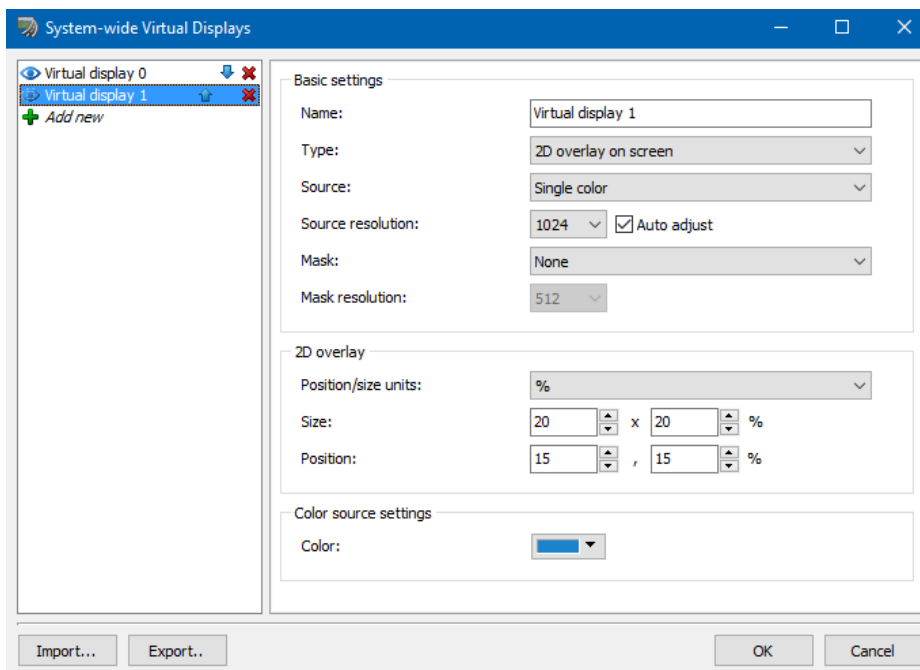 System-wide Virtual Displays
Virtual display 0
Virtual display 1
Add new
Basic settings
Name: Virtual display 1
Type: 2D overlay on screen
Source: Single color
Source resolution: 1024 Auto adjust
Mask: None
Mask resolution: 512
2D overlay
Position/size units: %
Size: 20 x 20 %
Position: 15 , 15 %
Color source settings
Color:
Import... Export.. OK Cancel